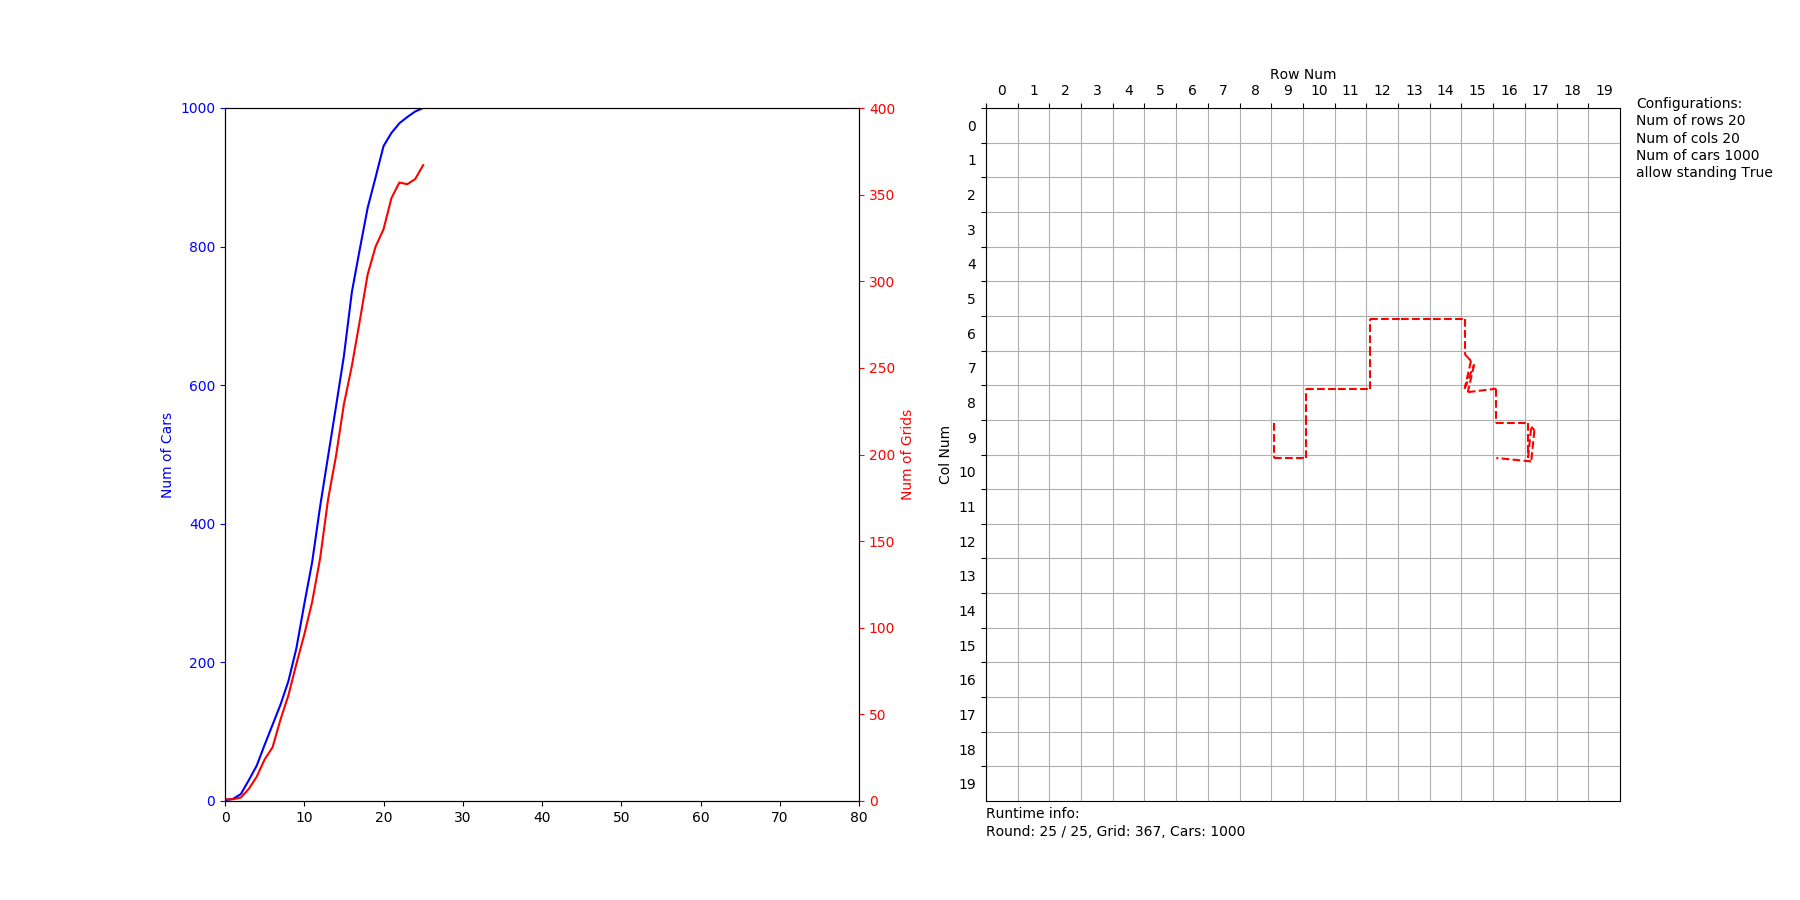 Num of Cars
1000
800
600
400
200
0
0 10 20 30 40 50 60 70 80
400
350
300
250
200
150
100
50
0
Num of Grids
Row Num
0 1 2 3 4 5 6 7 8 9 10 11 12 13 14 15 16 17 18 19
Col Num
0
1
2
3
4
5
6
7
8
9
10
11
12
13
14
15
16
17
18
19
Configurations:
Num of rows 20
Num of cols 20
Num of cars 1000
allow standing True
Runtime info:
Round: 25 / 25, Grid: 367, Cars: 1000